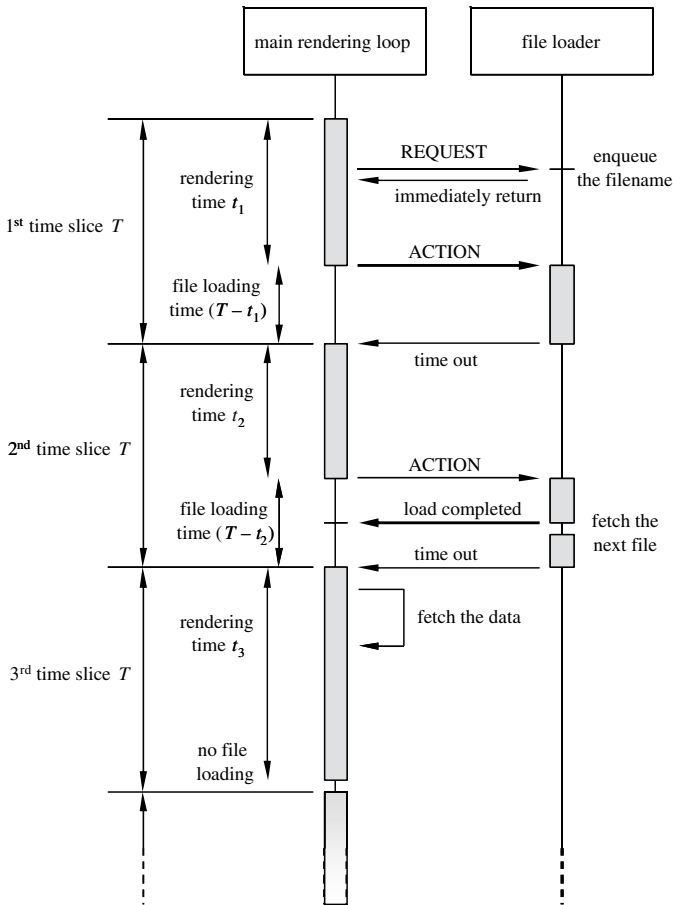 main rendering loop
file loader
REQUEST
enqueue
the filename
immediately return
rendering
time t1
1st time slice T
ACTION
file loading
time (T – t1)
time out
rendering
time t2
2nd time slice T
ACTION
file loading
time (T – t2)
load completed
fetch the
next file
time out
fetch the data
rendering
time t3
3rd time slice T
no file
loading